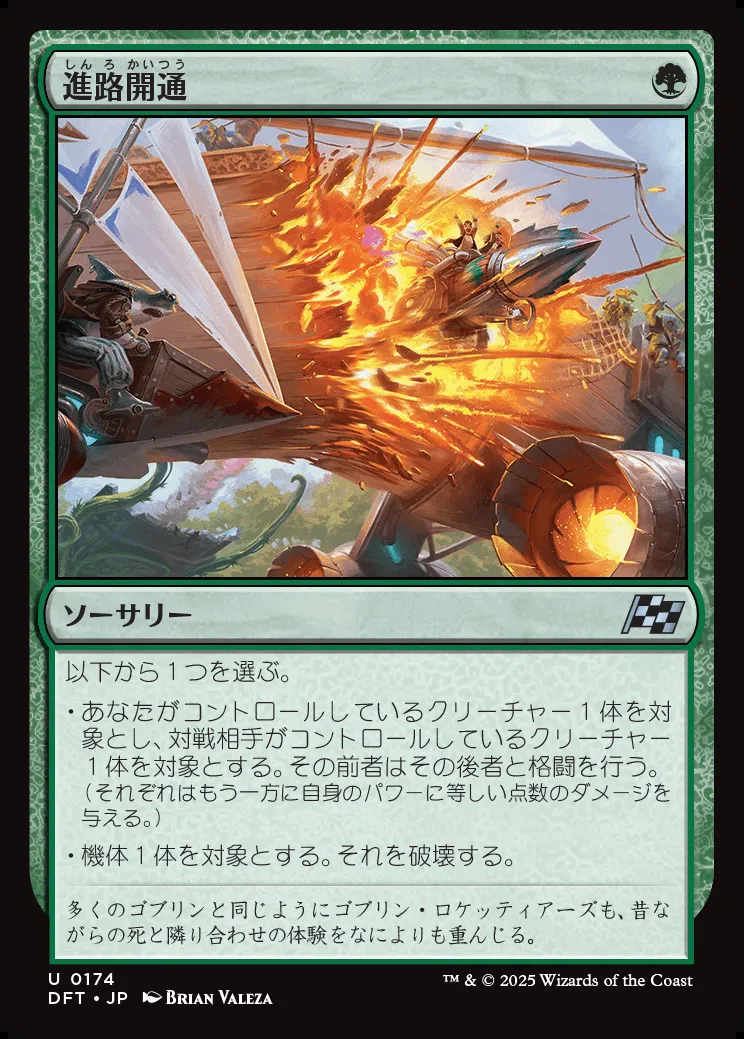 しんろかいつう
進路開通
ソーサリー
以下から１つを選ぶ。
・あなたがコントロールしているクリーチャー１体を対
象とし、対戦相手がコントロールしているクリーチャー
１体を対象とする。その前者はその後者と格闘を行う。
（それぞれはもう一方に自身のパワーに等しい点数のダメージを
与える。）
・機体１体を対象とする。それを破壊する。
多くのゴブリンと同じようにゴブリン・ロケッティアーズも、昔な
がらの死と隣り合わせの体験をなによりも重んじる。
U 0174
DFT • JP BRIAN VALEZA
™ & © 2025 Wizards of the Coast